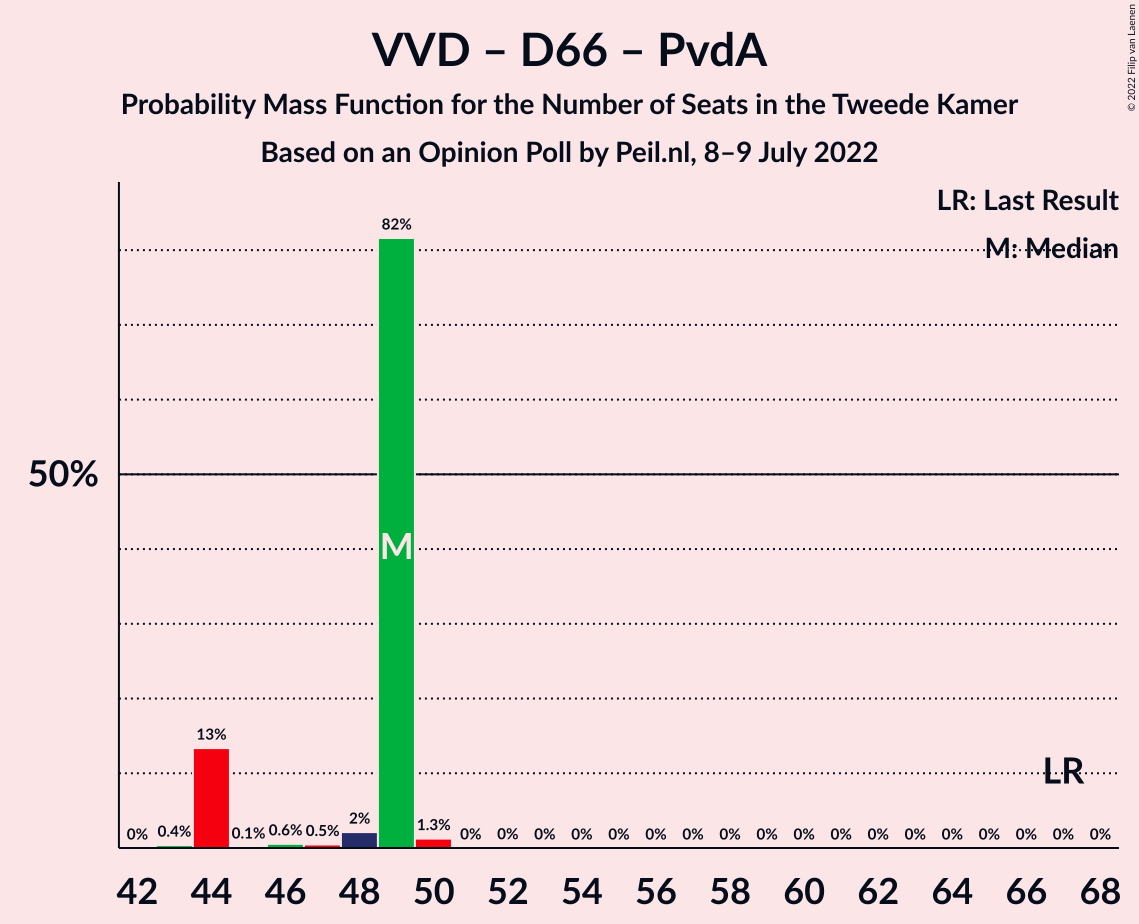 VVD – D66 – PvdA
Probability Mass Function for the Number of Seats in the Tweede Kamer
Based on an Opinion Poll by Peil.nl, 8–9 July 2022
© 2022 Filip van Laenen
LR: Last Result
M: Median
82%
50%
M
13%
LR
0% 0.4% 0.1% 0.6% 0.5% 2% 1.3% 0% 0% 0% 0% 0% 0% 0% 0% 0% 0% 0% 0% 0% 0% 0% 0% 0% 0%
42 44 46 48 50 52 54 56 58 60 62 64 66 68